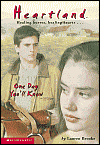 Heartland
Healing horses, healing hearts . . .
One Day
You'll Know
by Lauren Brooke